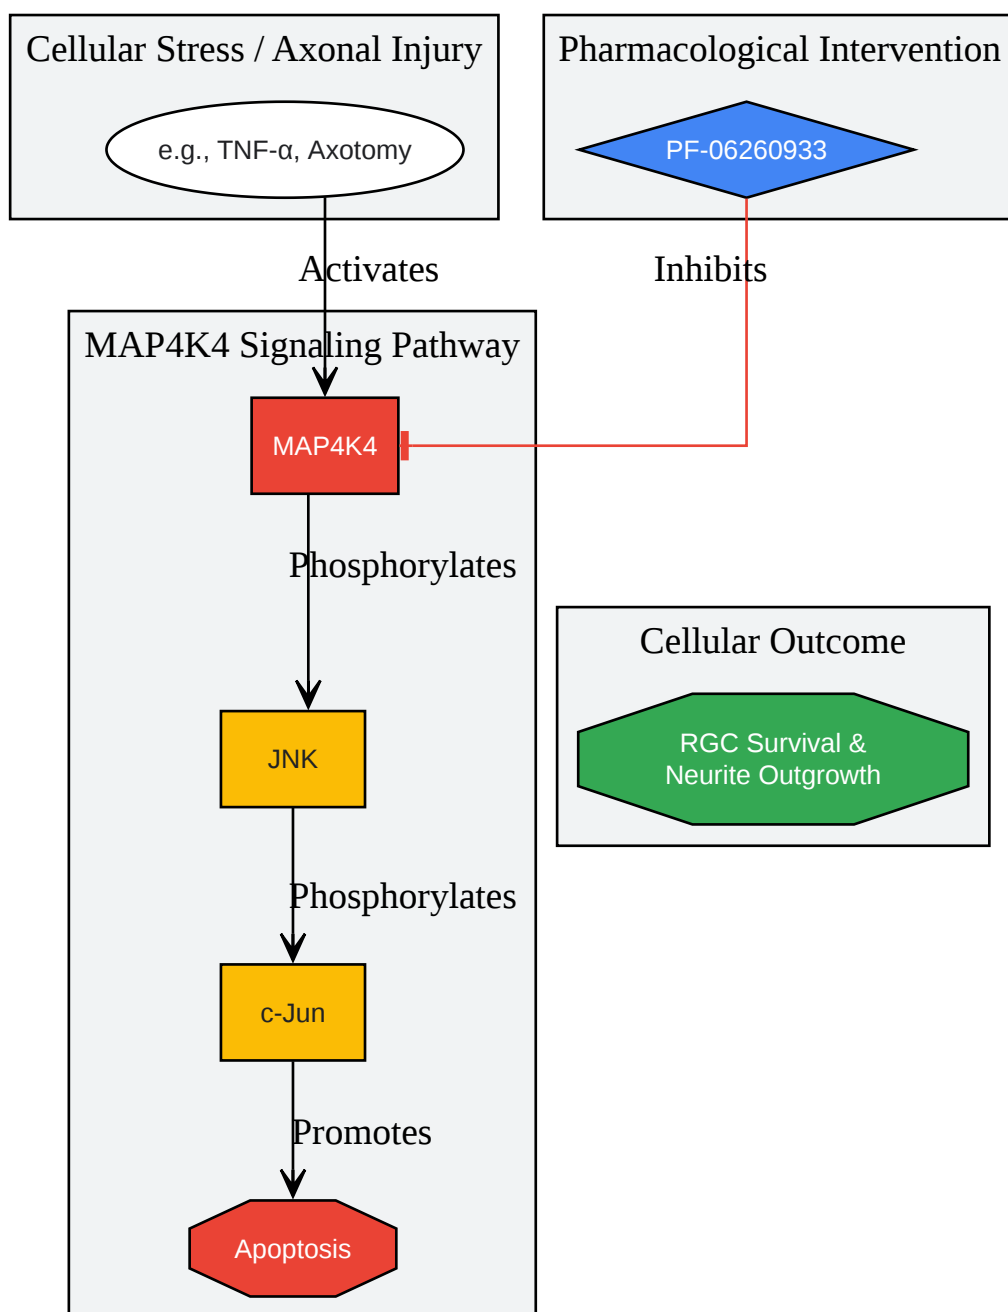 Cellular Stress / Axonal Injury
e.g., TNF-α, Axotomy
Pharmacological Intervention
PF-06260933
Activates
Inhibits
MAP4K4 Signaling Pathway
MAP4K4
Phosphorylates
JNK
Phosphorylates
c-Jun
Promotes
Apoptosis
Cellular Outcome
RGC Survival &
Neurite Outgrowth